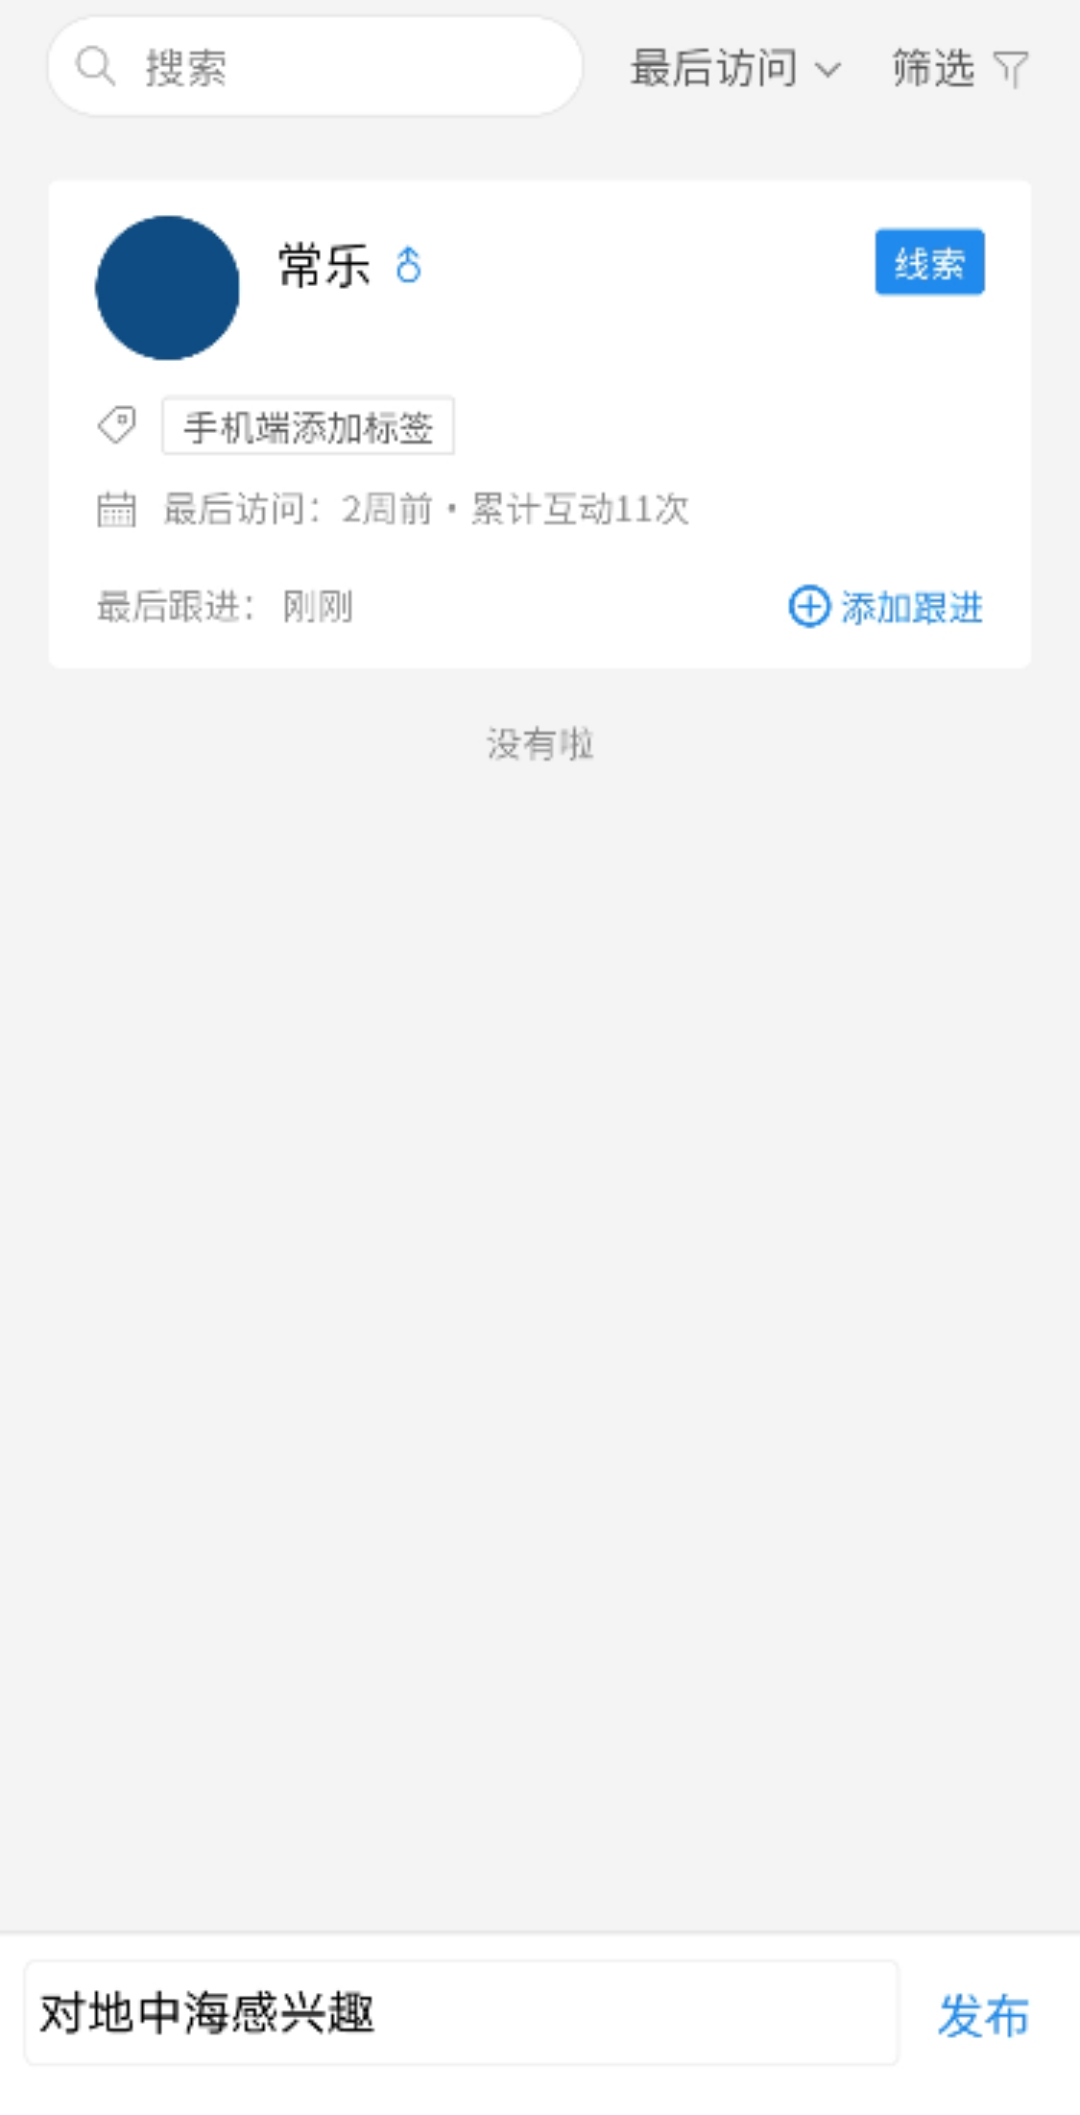 搜索 最后访问 筛选
常乐 线索
手机端添加标签
最后访问：2周前・累计互动11次
最后跟进： 刚刚 添加跟进
没有啦
对地中海感兴趣 发布